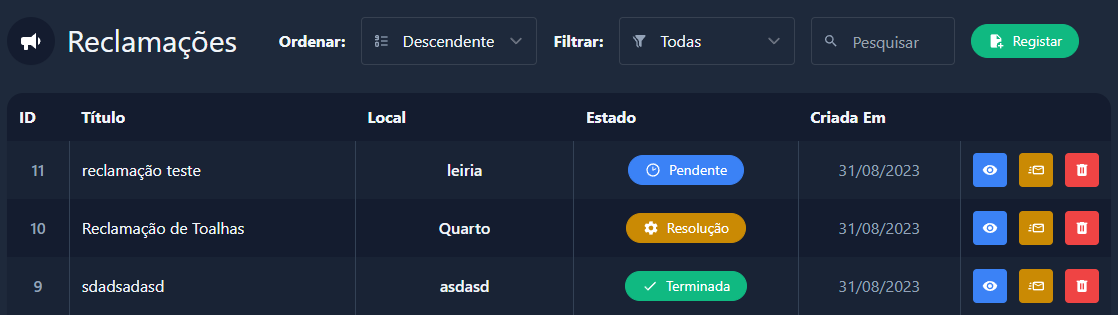 Reclamações Ordenar: Descendente Filtrar: Todas Pesquisar Registar
ID Título Local Estado Criada Em
11 reclamação teste leiria Pendente 31/08/2023
10 Reclamação de Toalhas Quarto Resolução 31/08/2023
9 sdadsadasd asdasd Terminada 31/08/2023